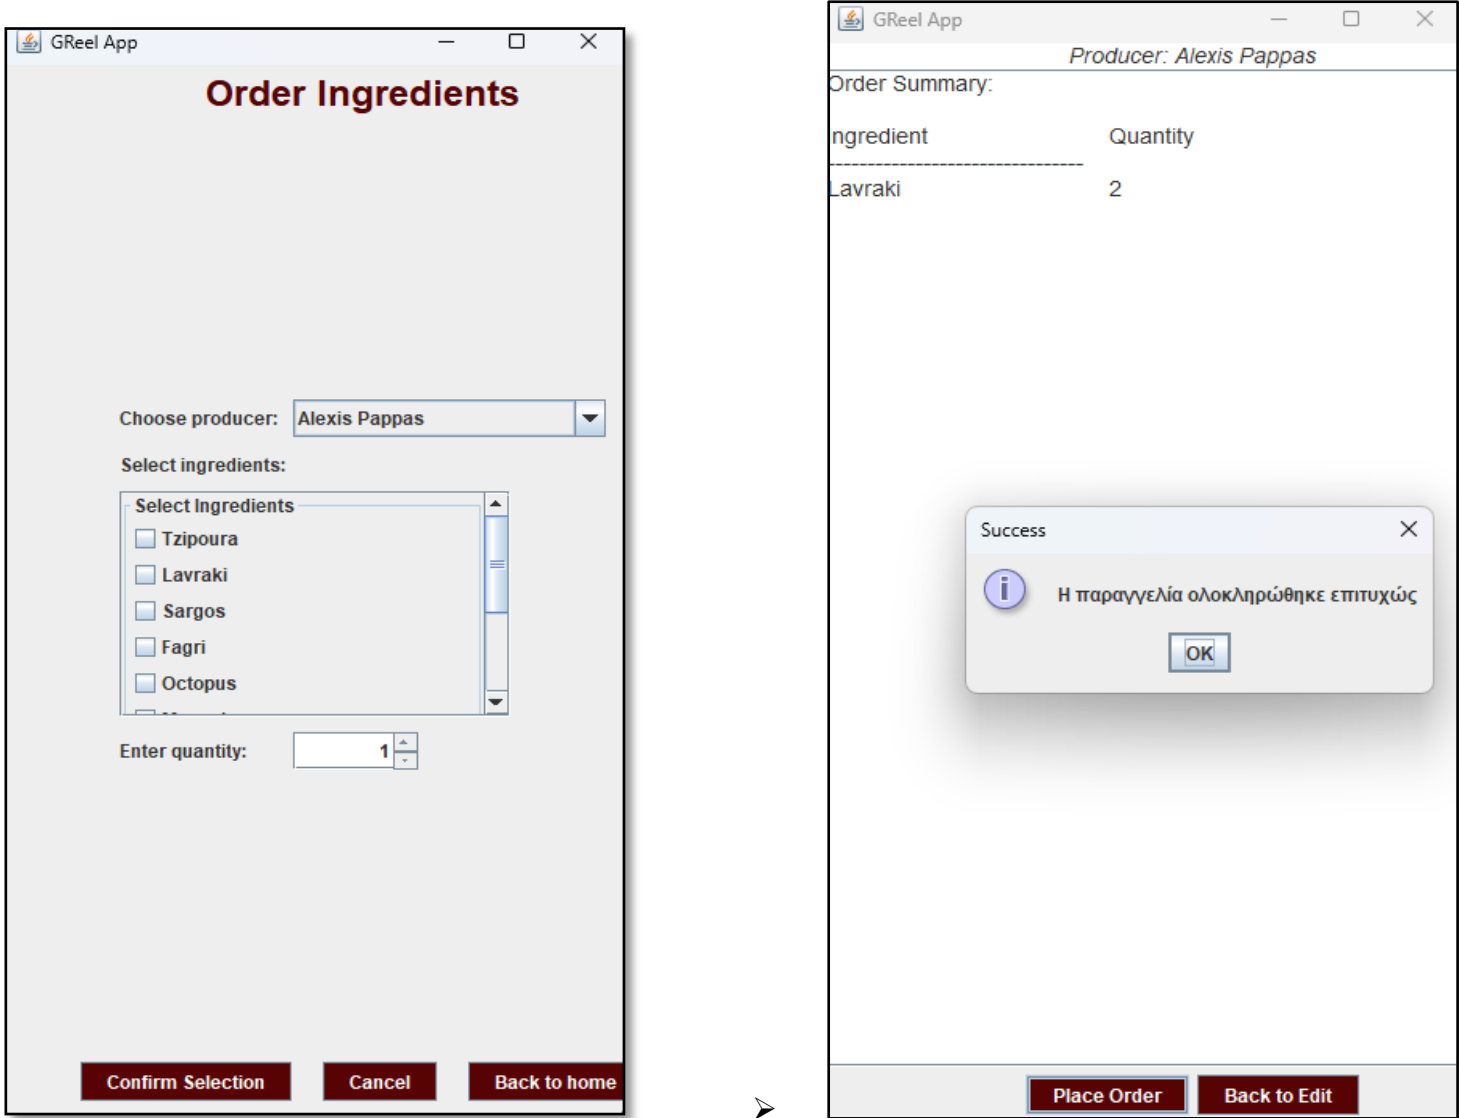 GReel App
Order Ingredients
Choose producer: Alexis Pappas
Select ingredients:
Select Ingredients
Tzipoura
Lavraki
Sargos
Fagri
Octopus
Enter quantity: 1
Confirm Selection Cancel Back to home
➢
GReel App
Producer: Alexis Pappas
Order Summary:
Ingredient Quantity
--------------------------------
Lavraki 2
Success
Η παραγγελία ολοκληρώθηκε επιτυχώς
OK
Place Order Back to Edit